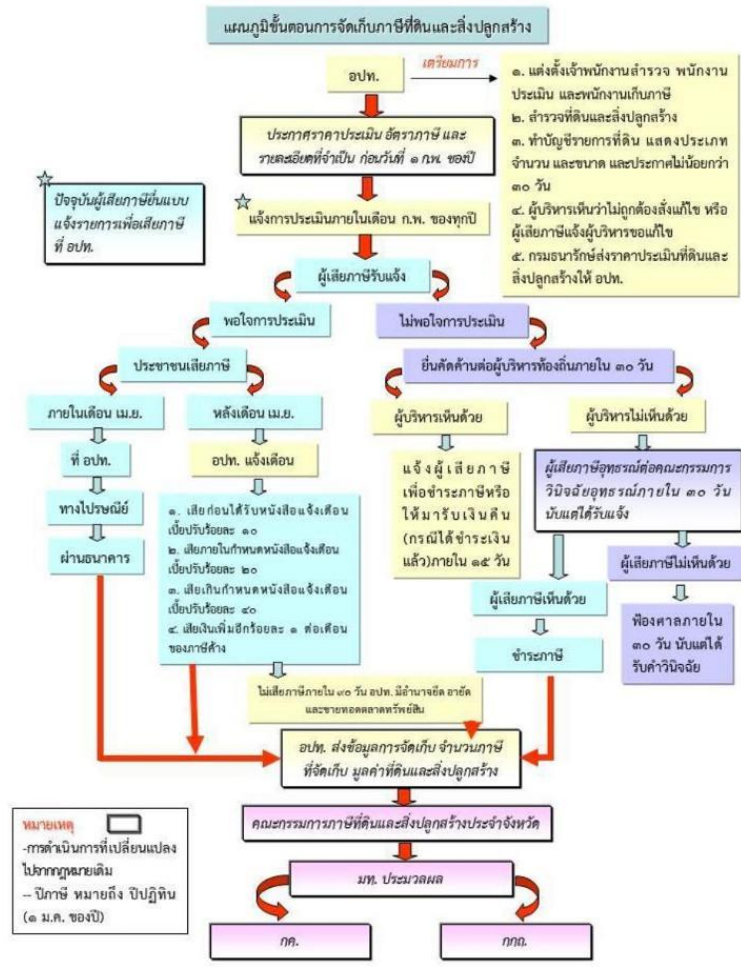 แผนภูมิขั้นตอนการจัดเก็บภาษีที่ดินและสิ่งปลูกสร้าง
อปท.
เตรียมการ
๑. แต่งตั้งเจ้าพนักงานสำรวจ พนักงาน
ประเมิน และพนักงานเก็บภาษี
๒. สำรวจที่ดินและสิ่งปลูกสร้าง
๓. ทำบัญชีรายการที่ดิน แสดงประเภท
จำนวน และขนาด และประกาศไม่น้อยกว่า
๓๐ วัน
๔. ผู้บริหารเห็นว่าไม่ถูกต้องสั่งแก้ไข หรือ
ผู้เสียภาษีแจ้งผู้บริหารขอแก้ไข
๕. กรมธนารักษ์ส่งราคาประเมินที่ดินและ
สิ่งปลูกสร้างให้ อปท.
ประกาศราคาประเมิน อัตราภาษี และ
รายละเอียดที่จำเป็น ก่อนวันที่ ๑ ก.พ. ของปี
ปัจจุบันผู้เสียภาษียื่นแบบ
แจ้งรายการเพื่อเสียภาษี
ที่ อปท.
แจ้งการประเมินภายในเดือน ก.พ. ของทุกปี
ผู้เสียภาษีรับแจ้ง
พอใจการประเมิน
ไม่พอใจการประเมิน
ประชาชนเสียภาษี
ยื่นคัดค้านต่อผู้บริหารท้องถิ่นภายใน ๓๐ วัน
ภายในเดือน เม.ย.
หลังเดือน เม.ย.
ผู้บริหารเห็นด้วย
ผู้บริหารไม่เห็นด้วย
ที่ อปท.
อปท. แจ้งเตือน
แจ้งผู้เสียภาษี
เพื่อชำระภาษีหรือ
ให้มารับเงินคืน
(กรณีได้ชำระเงิน
แล้ว)ภายใน ๑๕ วัน
ผู้เสียภาษีอุทธรณ์ต่อคณะกรรมการ
วินิจฉัยอุทธรณ์ภายใน ๓๐ วัน
นับแต่ได้รับแจ้ง
ทางไปรษณีย์
ผ่านธนาคาร
๑. เสียก่อนได้รับหนังสือแจ้งเตือน
เบี้ยปรับร้อยละ ๑๐
๒. เสียภายในกำหนดหนังสือแจ้งเตือน
เบี้ยปรับร้อยละ ๒๐
๓. เสียเกินกำหนดหนังสือแจ้งเตือน
เบี้ยปรับร้อยละ ๔๐
๔. เสียเงินเพิ่มอีกร้อยละ ๑ ต่อเดือน
ของภาษีค้าง
ผู้เสียภาษีไม่เห็นด้วย
ผู้เสียภาษีเห็นด้วย
ฟ้องศาลภายใน
๓๐ วัน นับแต่ได้
รับคำวินิจฉัย
ชำระภาษี
ไม่เสียภาษีภายใน ๙๐ วัน อปท. มีอำนาจยึด อายัด
และขายทอดตลาดทรัพย์สิน
อปท. ส่งข้อมูลการจัดเก็บ จำนวนภาษี
ที่จัดเก็บ มูลค่าที่ดินและสิ่งปลูกสร้าง
คณะกรรมการภาษีที่ดินและสิ่งปลูกสร้างประจำจังหวัด
มท. ประมวลผล
กค.
กกถ.
หมายเหตุ
-การดำเนินการที่เปลี่ยนแปลง
ไปจากกฎหมายเดิม
-- ปีภาษี หมายถึง ปีปฏิทิน
(๑ ม.ค. ของปี)